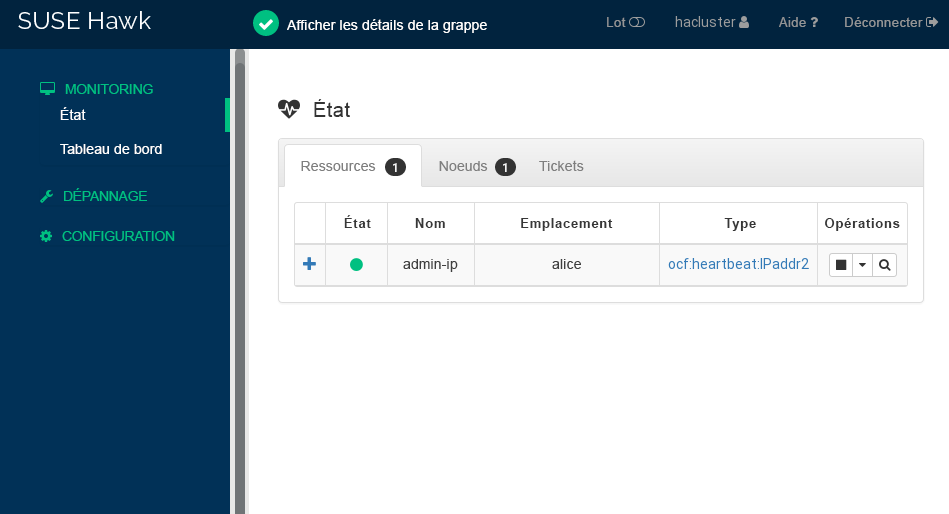 SUSE Hawk
Afficher les détails de la grappe
Lot
hacluster
Aide ?
Déconnecter
MONITORING
État
Tableau de bord
DÉPANNAGE
CONFIGURATION
État
Ressources 1 Noeuds 1 Tickets
État Nom Emplacement Type Opérations
admin-ip alice ocf:heartbeat:IPaddr2